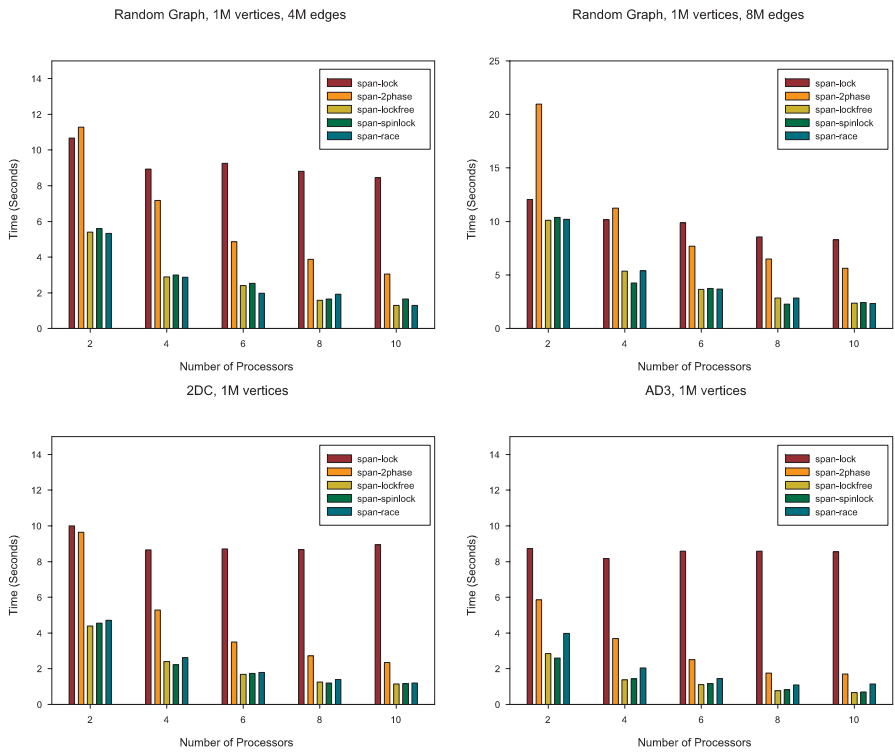 Random Graph, 1M vertices, 4M edges
Time (Seconds)
14
12
10
8
6
4
2
0
span-lock
span-2phase
span-lockfree
span-spinlock
span-race
2 4 6 8 10
Number of Processors
Random Graph, 1M vertices, 8M edges
Time (Seconds)
25
20
15
10
5
0
span-lock
span-2phase
span-lockfree
span-spinlock
span-race
2 4 6 8 10
Number of Processors
2DC, 1M vertices
Time (Seconds)
14
12
10
8
6
4
2
0
span-lock
span-2phase
span-lockfree
span-spinlock
span-race
2 4 6 8 10
Number of Processors
AD3, 1M vertices
Time (Seconds)
14
12
10
8
6
4
2
0
span-lock
span-2phase
span-lockfree
span-spinlock
span-race
2 4 6 8 10
Number of Processors